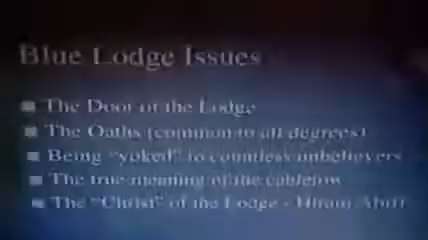 Blue Lodge Issues
The Door of the Lodge
The Oaths (common to all degrees)
Being "yoked" to countless unbelievers
The true meaning of the cabletow
The "Christ" of the Lodge - Hiram Abiff